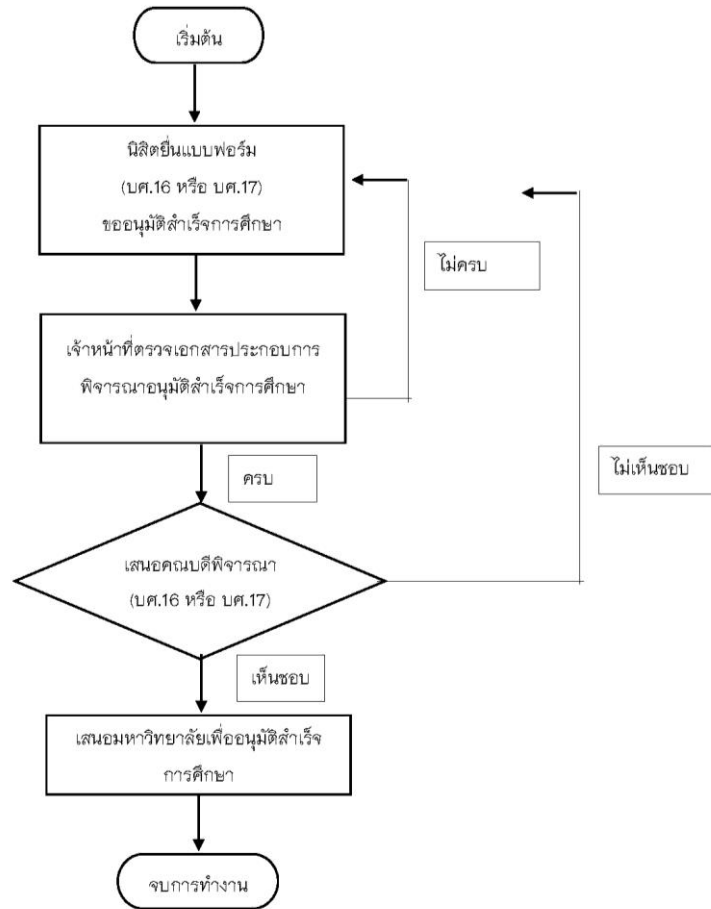 เริ่มต้น
นิสิตยื่นแบบฟอร์ม
(บศ.16 หรือ บศ.17)
ขออนุมัติสำเร็จการศึกษา
ไม่ครบ
เจ้าหน้าที่ตรวจเอกสารประกอบการ
พิจารณาอนุมัติสำเร็จการศึกษา
ครบ
ไม่เห็นชอบ
เสนอคณบดีพิจารณา
(บศ.16 หรือ บศ.17)
เห็นชอบ
เสนอมหาวิทยาลัยเพื่ออนุมัติสำเร็จ
การศึกษา
จบการทำงาน